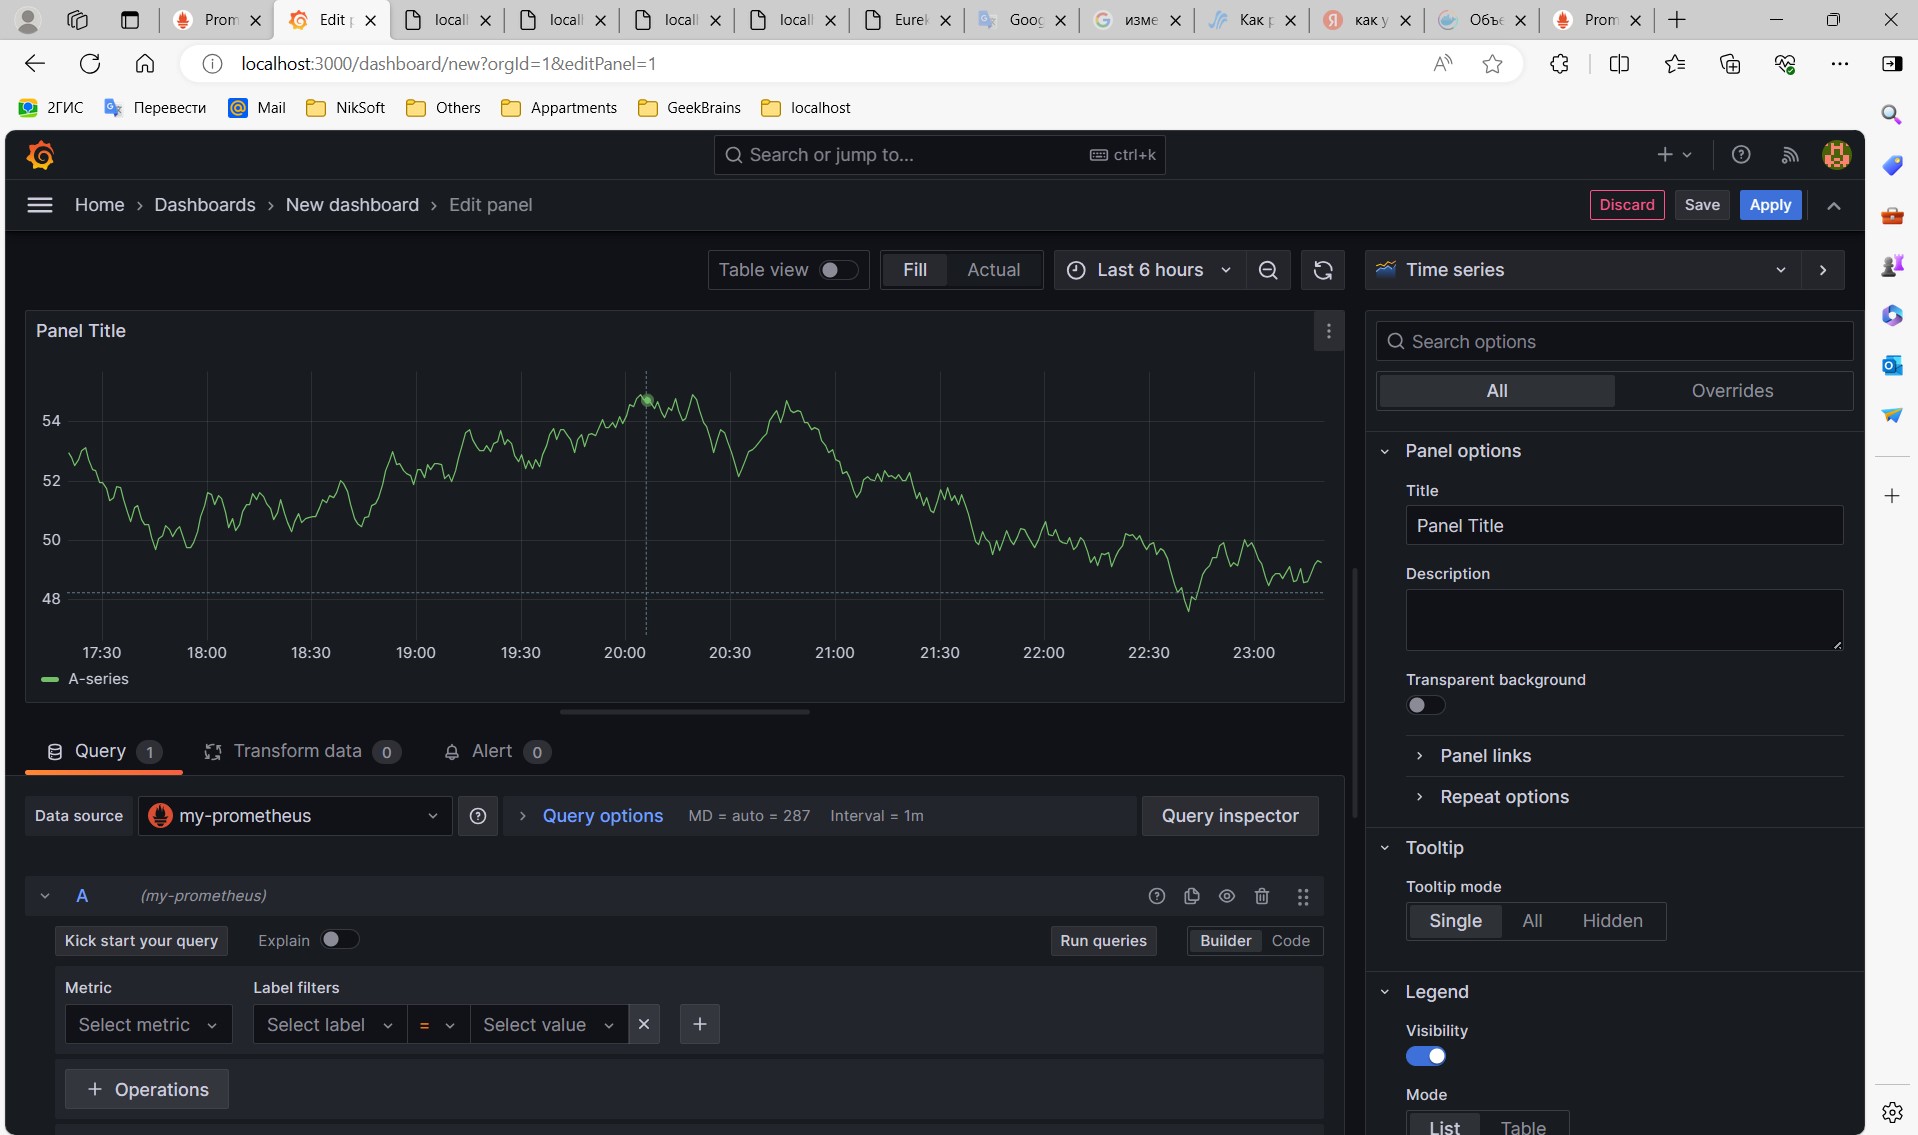 Prom
Edit
locall
locall
locall
locall
Eurek
Goog
изме
Как р
как у
Объе
Prom
localhost:3000/dashboard/new?orgId=1&editPanel=1
2ГИС Перевести Mail NikSoft Others Appartments GeekBrains localhost
Search or jump to... ctrl+k
Home › Dashboards › New dashboard › Edit panel
Discard Save Apply
Table view Fill Actual Last 6 hours Time series
Panel Title
54
52
50
48
17:30 18:00 18:30 19:00 19:30 20:00 20:30 21:00 21:30 22:00 22:30 23:00
A-series
Query 1 Transform data 0 Alert 0
Data source my-prometheus Query options MD = auto = 287 Interval = 1m Query inspector
A (my-prometheus)
Kick start your query Explain Run queries Builder Code
Metric Label filters
Select metric Select label = Select value
+ Operations
Search options
All Overrides
Panel options
Title
Panel Title
Description
Transparent background
Panel links
Repeat options
Tooltip
Tooltip mode
Single All Hidden
Legend
Visibility
Mode
List Table